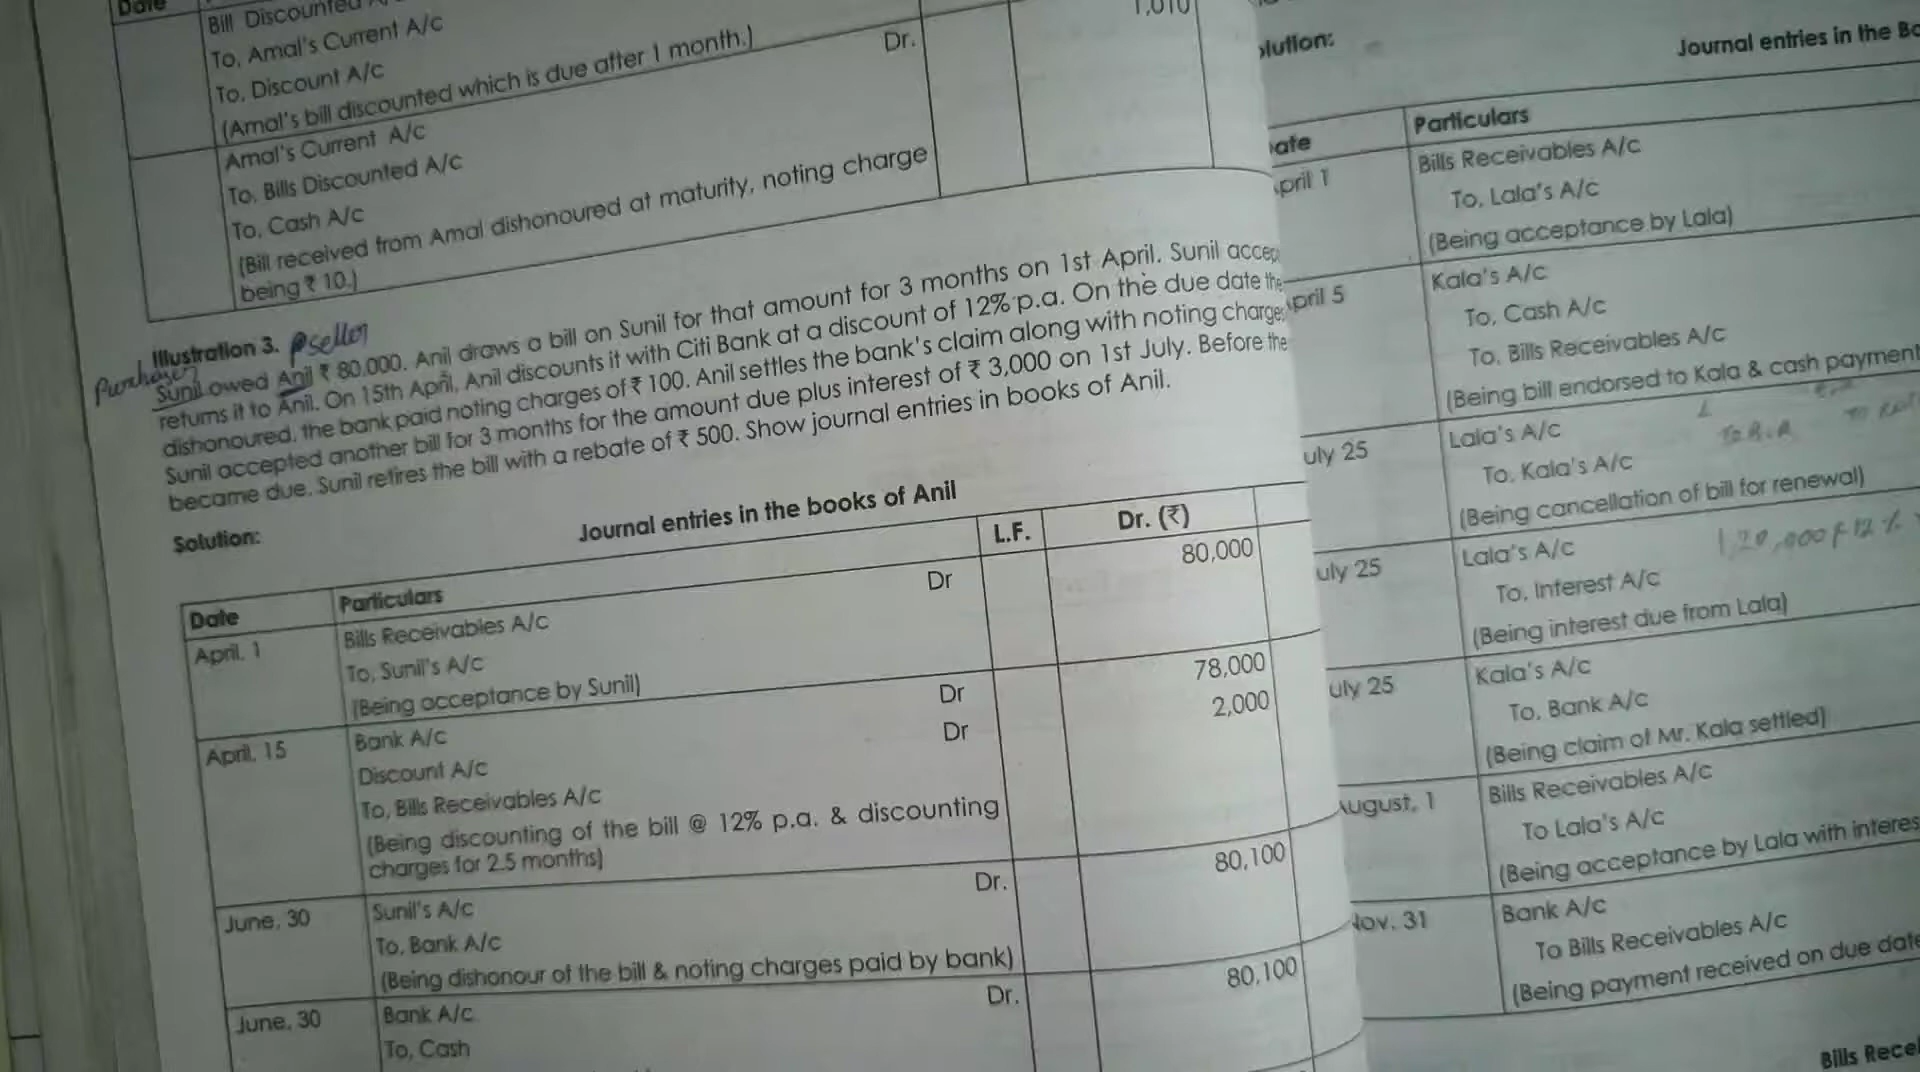 Date
Bill Discounted
To, Amal's Current A/c
To, Discount A/c
(Amal's bill discounted which is due after 1 month.)
Amal's Current A/c Dr.
To, Bills Discounted A/c
To, Cash A/c
(Bill received from Amal dishonoured at maturity, noting charge
being ₹ 10.)
1,010
Illustration 3.
seller
Purchaser
Sunil owed Anil ₹ 80,000. Anil draws a bill on Sunil for that amount for 3 months on 1st April. Sunil accep
returns it to Anil. On 15th April, Anil discounts it with Citi Bank at a discount of 12% p.a. On the due date the
dishonoured, the bank paid noting charges of ₹ 100. Anil settles the bank's claim along with noting charge
Sunil accepted another bill for 3 months for the amount due plus interest of ₹ 3,000 on 1st July. Before the
became due, Sunil retires the bill with a rebate of ₹ 500. Show journal entries in books of Anil.
Solution:
Journal entries in the books of Anil
Date Particulars L.F. Dr. (₹)
April, 1 Bills Receivables A/c Dr 80,000
To, Sunil's A/c
(Being acceptance by Sunil)
April, 15 Bank A/c Dr 78,000
Discount A/c Dr 2,000
To, Bills Receivables A/c
(Being discounting of the bill @ 12% p.a. & discounting
charges for 2.5 months)
June, 30 Sunil's A/c Dr. 80,100
To, Bank A/c
(Being dishonour of the bill & noting charges paid by bank)
June, 30 Bank A/c Dr. 80,100
To, Cash
olution:
Journal entries in the Bo
ate Particulars
pril 1 Bills Receivables A/c
To, Lala's A/c
(Being acceptance by Lala)
pril 5 Kala's A/c
To, Cash A/c
To, Bills Receivables A/c
(Being bill endorsed to Kala & cash payment
uly 25 Lala's A/c
To, Kala's A/c
(Being cancellation of bill for renewal)
uly 25 Lala's A/c
To, Interest A/c
(Being interest due from Lala)
uly 25 Kala's A/c
To, Bank A/c
(Being claim of Mr. Kala settled)
August, 1 Bills Receivables A/c
To Lala's A/c
(Being acceptance by Lala with interes
Nov. 31 Bank A/c
To Bills Receivables A/c
(Being payment received on due date
Bills Recei